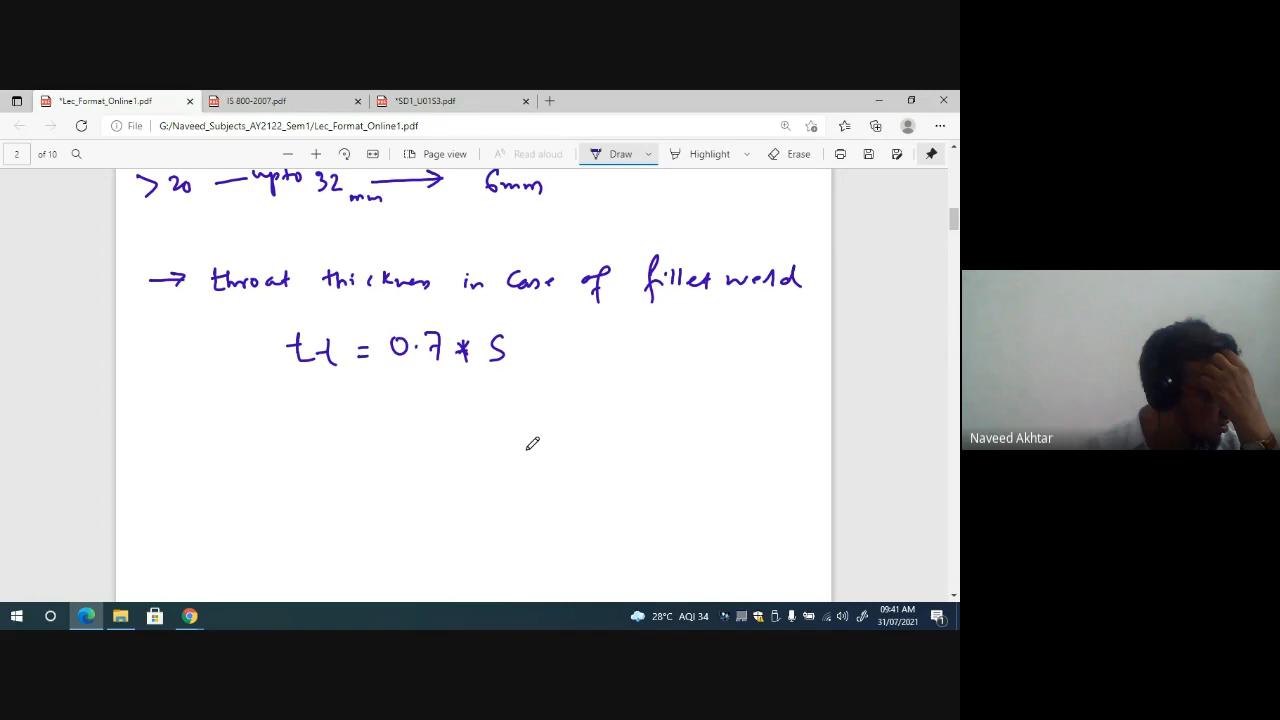 *Lec_Format_Online1.pdf IS 800-2007.pdf *SD1_U01S3.pdf
File G:/Naveed_Subjects_AY2122_Sem1/Lec_Format_Online1.pdf
2 of 10 Page view Read aloud Draw Highlight Erase
> 20 — upto 32 mm → 6mm
→ throat thickness in case of fillet weld
tt = 0.7 * S
Naveed Akhtar
28°C AQI 34 09:41 AM
31/07/2021